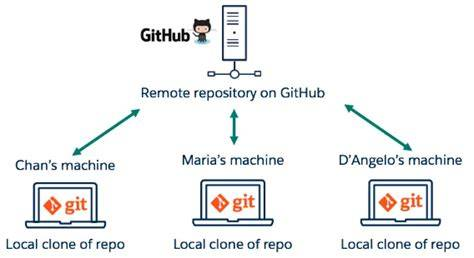 GitHub
Remote repository on GitHub
Chan's machine
Maria's machine
D'Angelo's machine
git
git
git
Local clone of repo
Local clone of repo
Local clone of repo